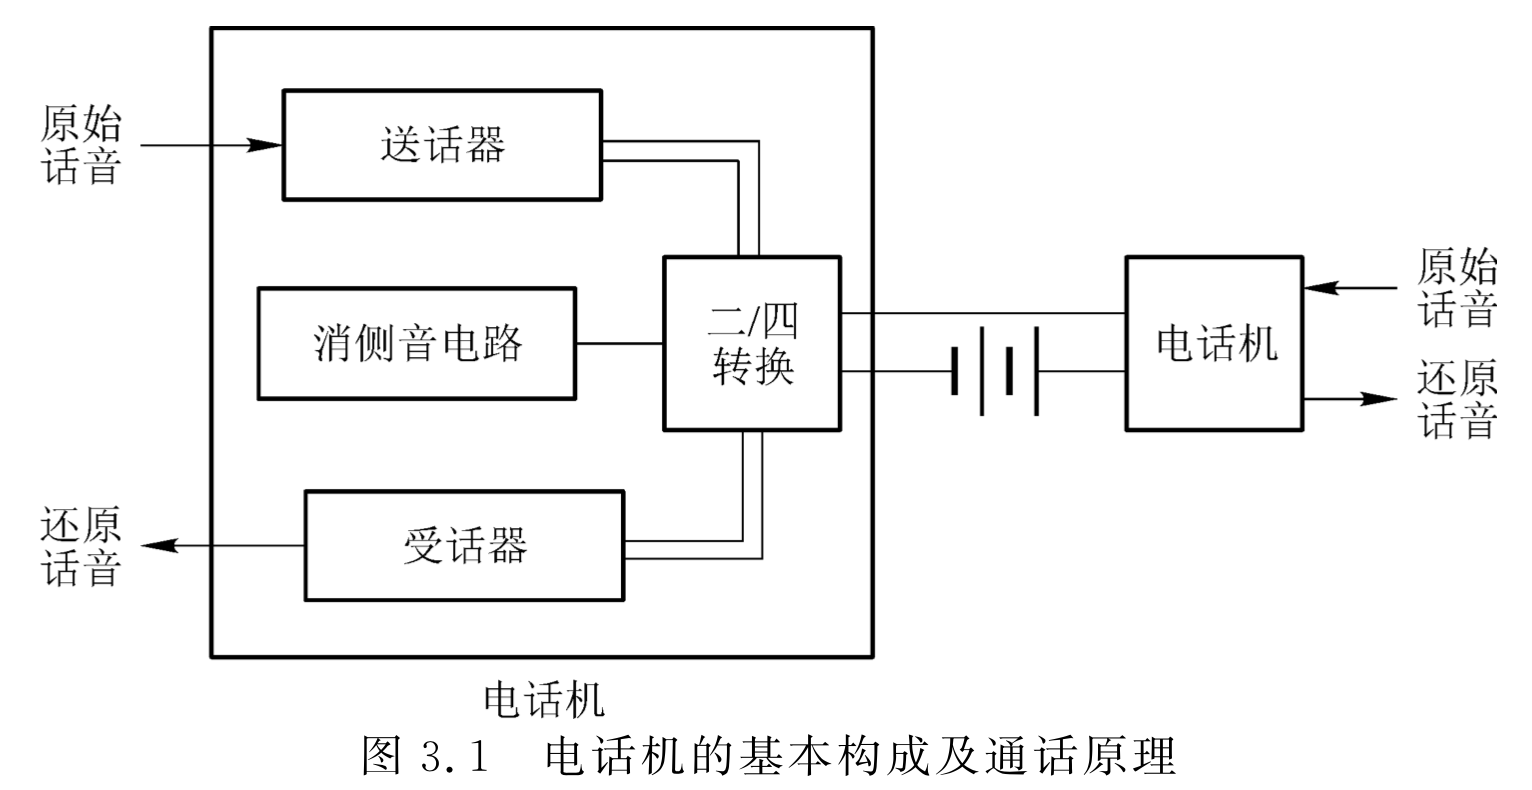 原始
话音
送话器
消侧音电路
二/四
转换
受话器
还原
话音
电话机
原始
话音
还原
话音
电话机
图 3.1 电话机的基本构成及通话原理